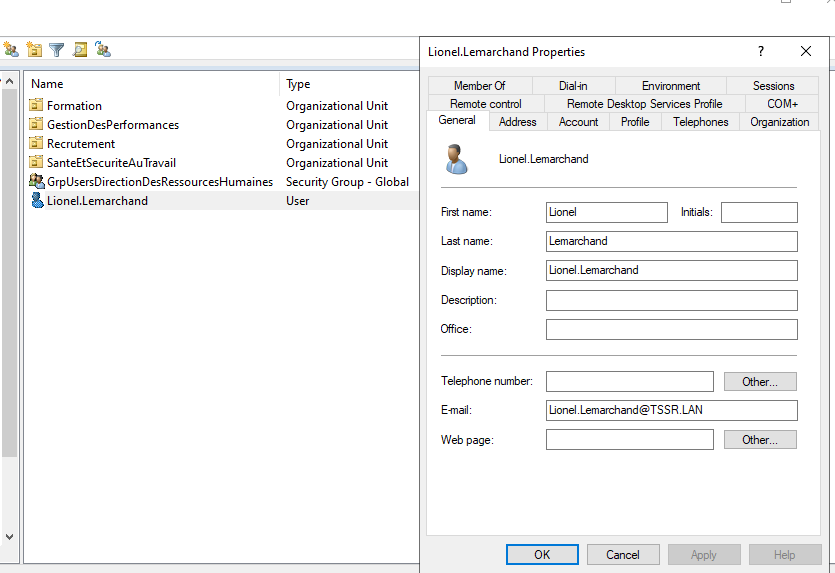 Lionel.Lemarchand Properties
?
Name Type
Formation Organizational Unit
GestionDesPerformances Organizational Unit
Recrutement Organizational Unit
SanteEtSecuriteAuTravail Organizational Unit
GrpUsersDirectionDesRessourcesHumaines Security Group - Global
Lionel.Lemarchand User
Member Of Dial-in Environment Sessions
Remote control Remote Desktop Services Profile COM+
General Address Account Profile Telephones Organization
Lionel.Lemarchand
First name: Lionel Initials:
Last name: Lemarchand
Display name: Lionel.Lemarchand
Description:
Office:
Telephone number: Other...
E-mail: Lionel.Lemarchand@TSSR.LAN
Web page: Other...
OK Cancel Apply Help